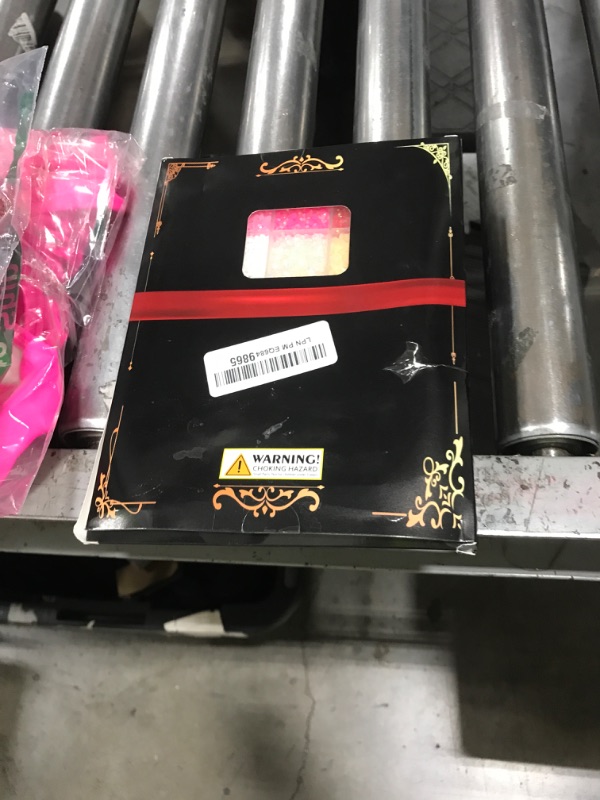 LPN PM EQ684 9865
WARNING!
CHOKING HAZARD